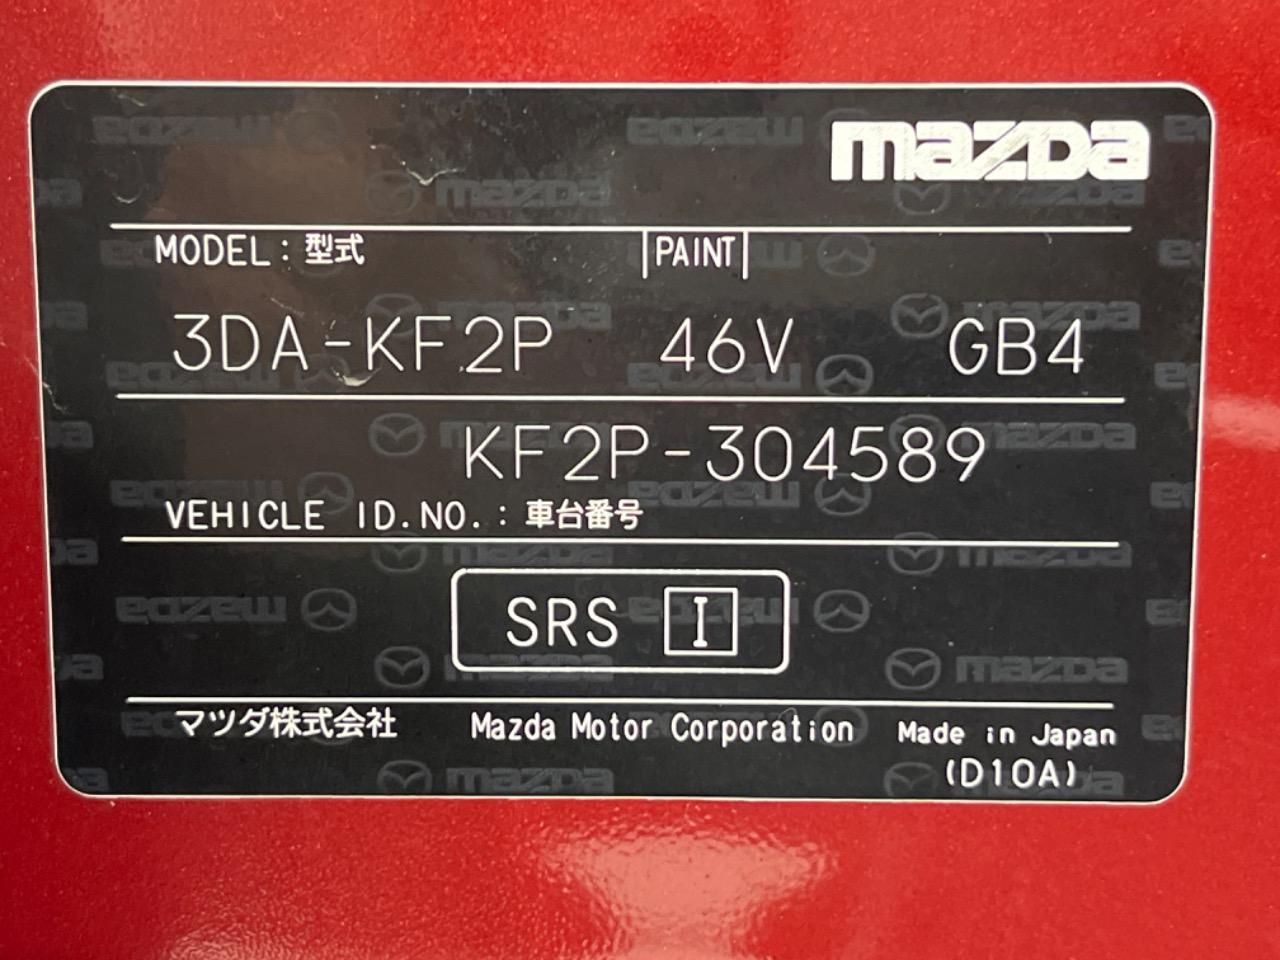 mazda
MODEL : 型式 PAINT
3DA-KF2P 46V GB4
KF2P-304589
VEHICLE ID.NO. : 車台番号
SRS I
マツダ株式会社 Mazda Motor Corporation Made in Japan
(D10A)